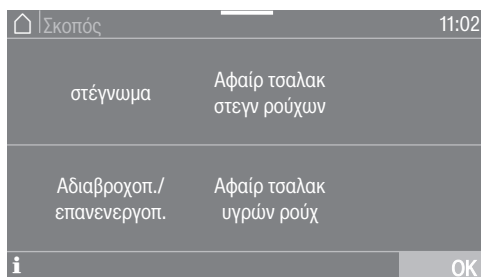 Σκοπός
11:02
στέγνωμα
Αφαίρ τσαλακ
στεγν ρούχων
Αδιαβροχοπ./
επανενεργοπ.
Αφαίρ τσαλακ
υγρών ρούχ
i
OK